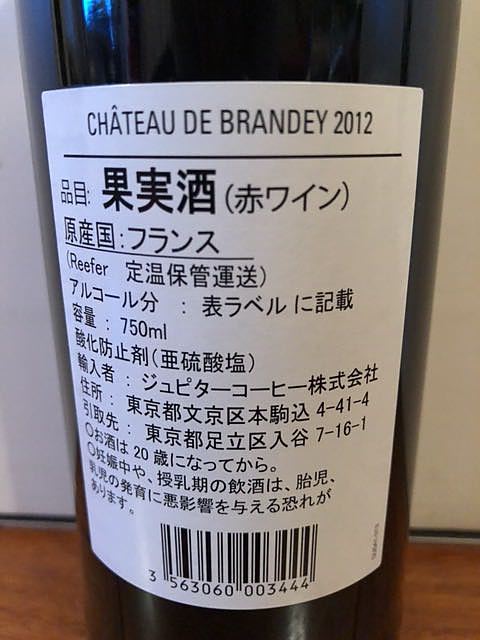 CHÂTEAU DE BRANDEY 2012
品目: 果実酒(赤ワイン)
原産国:フランス
(Reefer 定温保管運送)
アルコール分 : 表ラベルに記載
容量 : 750ml
酸化防止剤(亜硫酸塩)
輸入者 : ジュピターコーヒー株式会社
住所 : 東京都文京区本駒込 4-41-4
引取先 : 東京都足立区入谷 7-16-1
○お酒は 20 歳になってから。
○妊娠中や、授乳期の飲酒は、胎児、
乳児の発育に悪影響を与える恐れが
あります。
3 563060 003444